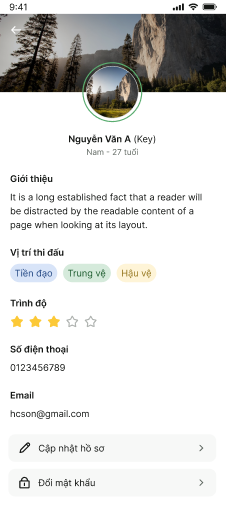 9:41
Nguyễn Văn A (Key)
Nam - 27 tuổi
Giới thiệu
It is a long established fact that a reader will
be distracted by the readable content of a
page when looking at its layout.
Vị trí thi đấu
Tiền đạo Trung vệ Hậu vệ
Trình độ
Số điện thoại
0123456789
Email
hcson@gmail.com
Cập nhật hồ sơ
Đổi mật khẩu